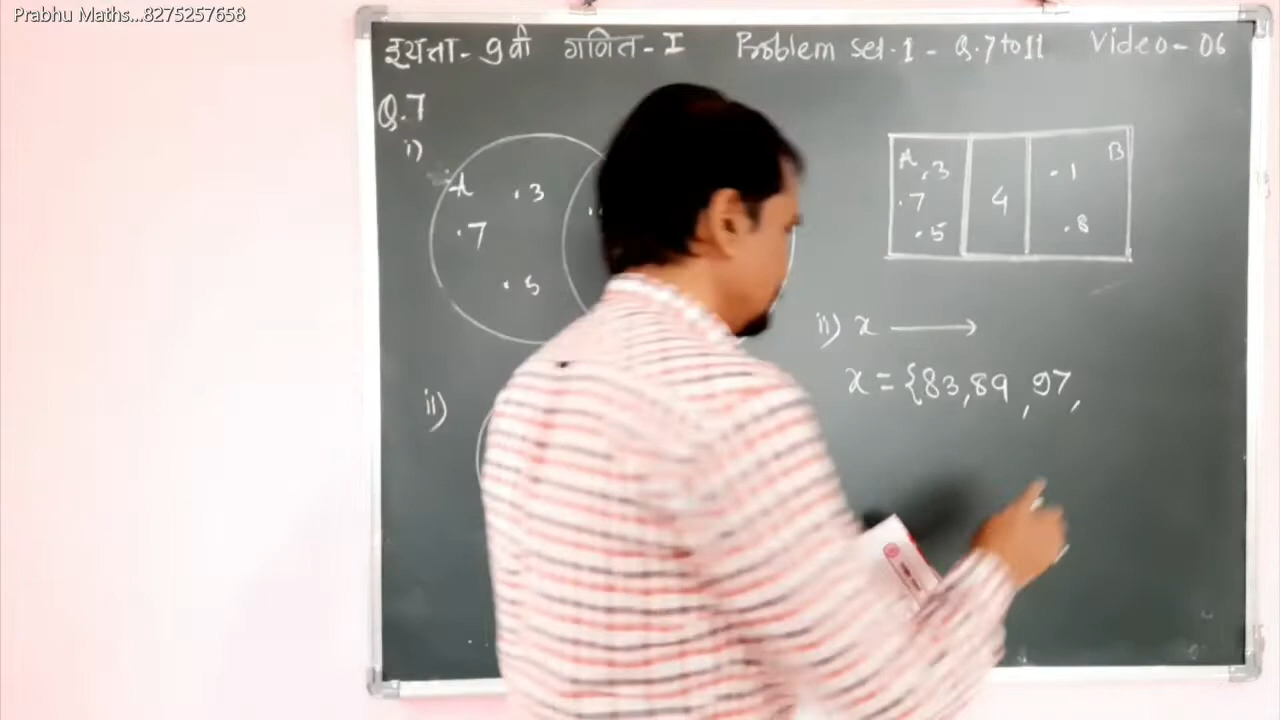 Prabhu Maths...8275257658
इयत्ता - 9वी गणित - I Problem set-1 - Q.7 to 11 Video - 06
Q.7
i)
A .3
.7
.5
A .3
.7
.5
4
B
.1
.8
ii) x →
x = {83, 89, 97,
ii)